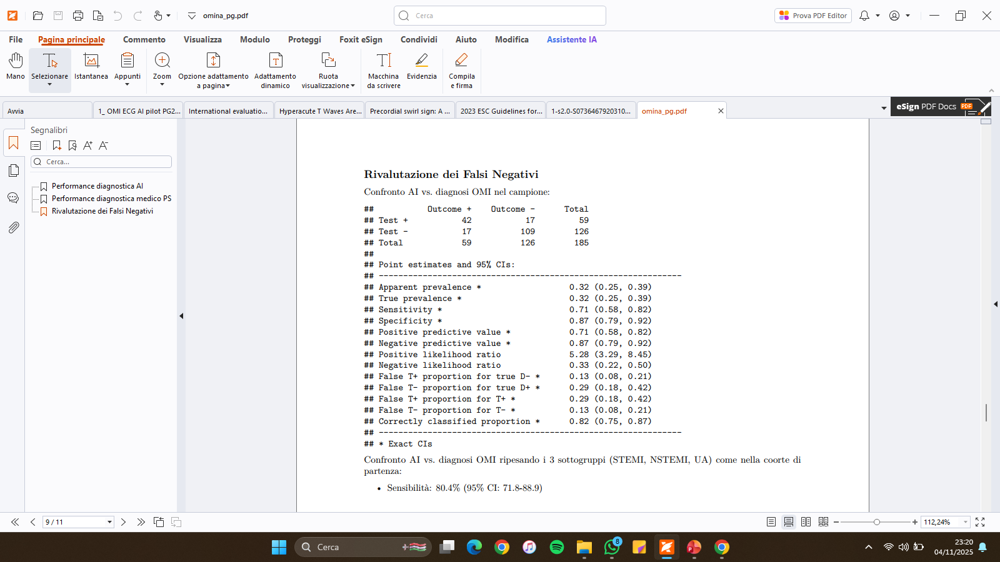 omina_pg.pdf
Cerca
Prova PDF Editor
File
Pagina principale
Commento
Visualizza
Modulo
Proteggi
Foxit eSign
Condividi
Aiuto
Modifica
Assistente IA
Mano
Selezionare
Istantanea
Appunti
Zoom
Opzione adattamento
a pagina
Adattamento
dinamico
Ruota
visualizzazione
Macchina
da scrivere
Evidenzia
Compila
e firma
Avvia
1_ OMI ECG AI pilot PG2...
International evaluatio...
Hyperacute T Waves Are...
Precordial swirl sign: A ...
2023 ESC Guidelines for...
1-s2.0-S0736467920310...
omina_pg.pdf
eSign PDF Docs
PDF
Segnalibri
Cerca...
Performance diagnostica AI
Performance diagnostica medico PS
Rivalutazione dei Falsi Negativi
Rivalutazione dei Falsi Negativi
Confronto AI vs. diagnosi OMI nel campione:
## Outcome + Outcome - Total
## Test + 42 17 59
## Test - 17 109 126
## Total 59 126 185
##
## Point estimates and 95% CIs:
## --------------------------------------------------------------
## Apparent prevalence * 0.32 (0.25, 0.39)
## True prevalence * 0.32 (0.25, 0.39)
## Sensitivity * 0.71 (0.58, 0.82)
## Specificity * 0.87 (0.79, 0.92)
## Positive predictive value * 0.71 (0.58, 0.82)
## Negative predictive value * 0.87 (0.79, 0.92)
## Positive likelihood ratio 5.28 (3.29, 8.45)
## Negative likelihood ratio 0.33 (0.22, 0.50)
## False T+ proportion for true D- * 0.13 (0.08, 0.21)
## False T- proportion for true D+ * 0.29 (0.18, 0.42)
## False T+ proportion for T+ * 0.29 (0.18, 0.42)
## False T- proportion for T- * 0.13 (0.08, 0.21)
## Correctly classified proportion * 0.82 (0.75, 0.87)
## --------------------------------------------------------------
## * Exact CIs
Confronto AI vs. diagnosi OMI ripesando i 3 sottogruppi (STEMI, NSTEMI, UA) come nella coorte di
partenza:
• Sensibilità: 80.4% (95% CI: 71.8-88.9)
9 / 11
112,24%
Cerca
8
23:20
04/11/2025